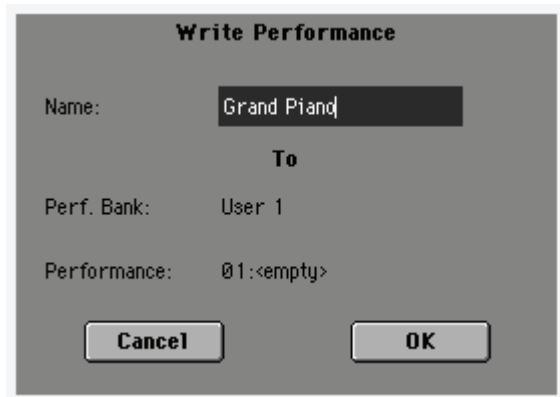 Write Performance
Name: Grand Piano
To
Perf. Bank: User 1
Performance: 01:<empty>
Cancel OK